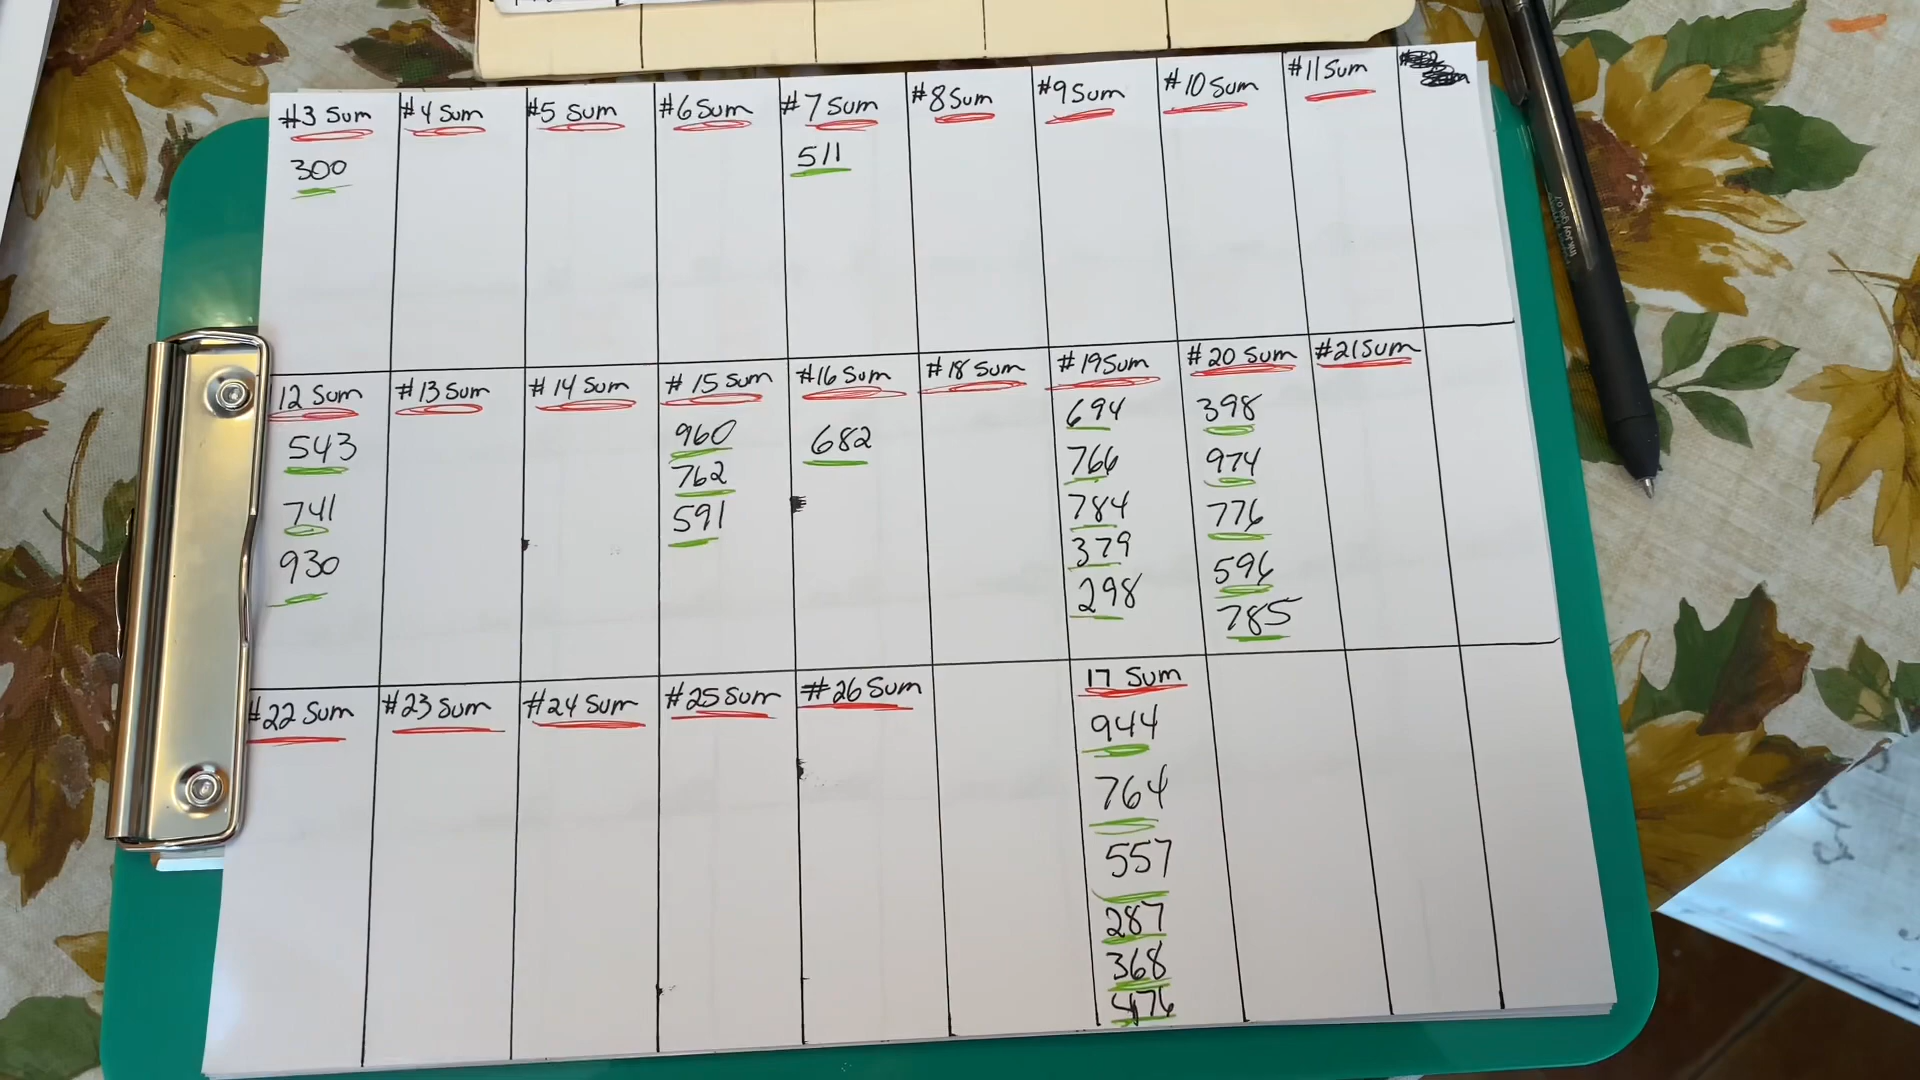 #3 Sum
#4 Sum
#5 Sum
#6 Sum
#7 Sum
#8 Sum
#9 Sum
#10 Sum
#11 Sum
300
511
12 Sum
#13 Sum
#14 Sum
#15 Sum
#16 Sum
#18 Sum
#19 Sum
#20 Sum
#21 Sum
543
741
930
960
762
591
682
694
766
784
379
298
398
974
776
596
785
#22 Sum
#23 Sum
#24 Sum
#25 Sum
#26 Sum
17 Sum
944
764
557
287
368
476